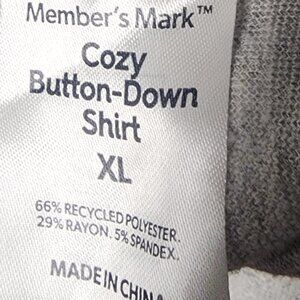 Member's Mark™
Cozy
Button-Down
Shirt
XL
66% RECYCLED POLYESTER.
29% RAYON. 5% SPANDEX.
MADE IN CHINA